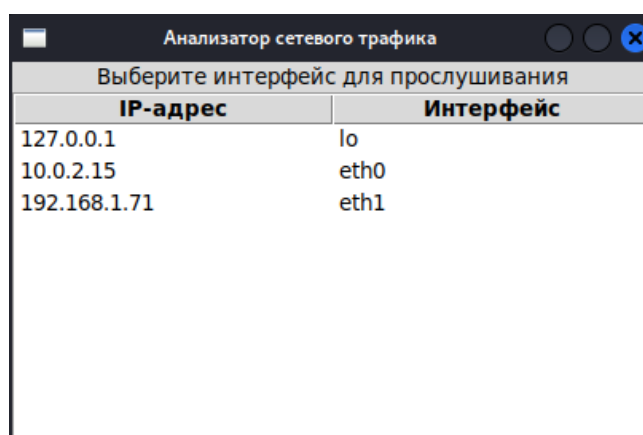 Анализатор сетевого трафика
Выберите интерфейс для прослушивания
IP-адрес Интерфейс
127.0.0.1 lo
10.0.2.15 eth0
192.168.1.71 eth1